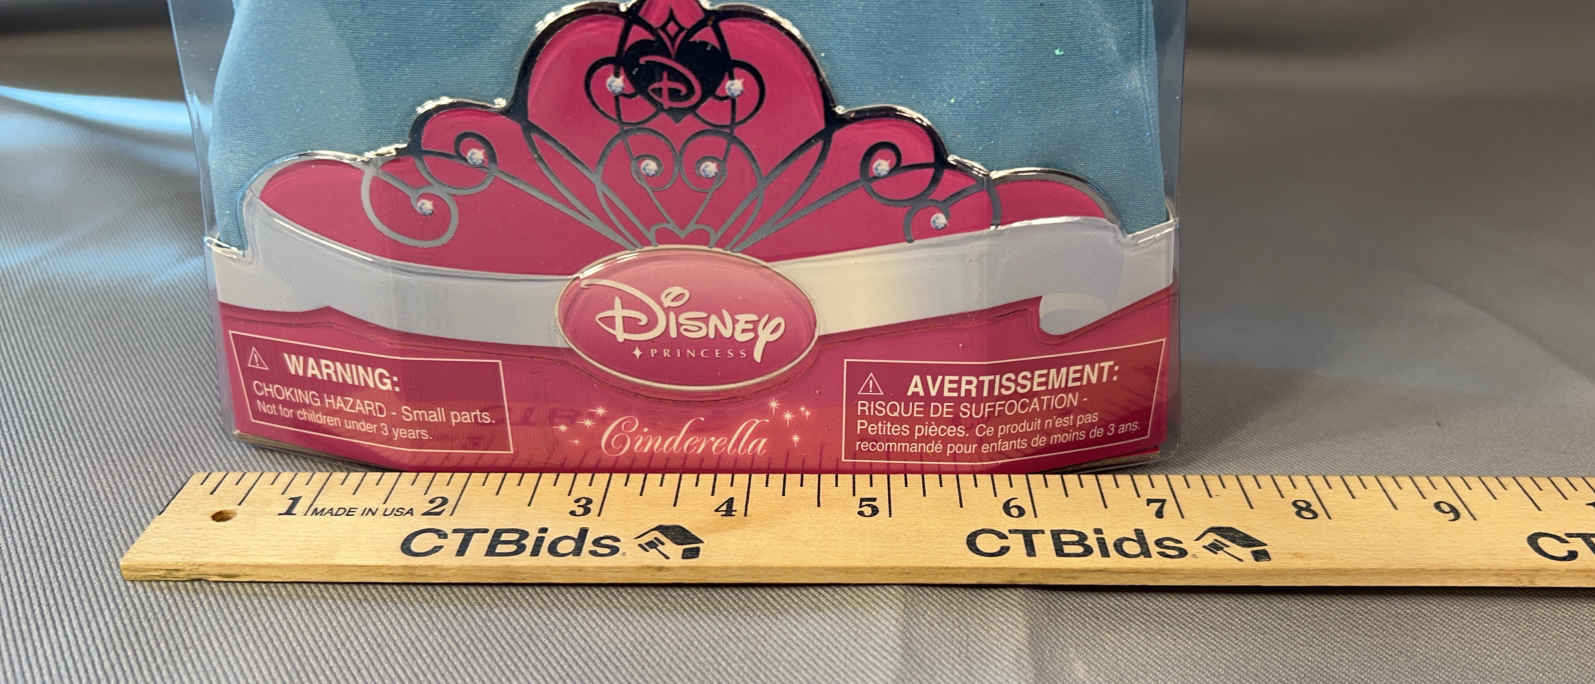 D
DISNEY
PRINCESS
WARNING:
CHOKING HAZARD - Small parts.
Not for children under 3 years.
Cinderella
AVERTISSEMENT:
RISQUE DE SUFFOCATION -
Petites pièces. Ce produit n'est pas
recommandé pour enfants de moins de 3 ans.
1 MADE IN USA 2 3 4 5 6 7 8 9 1
CTBids CTBids CT